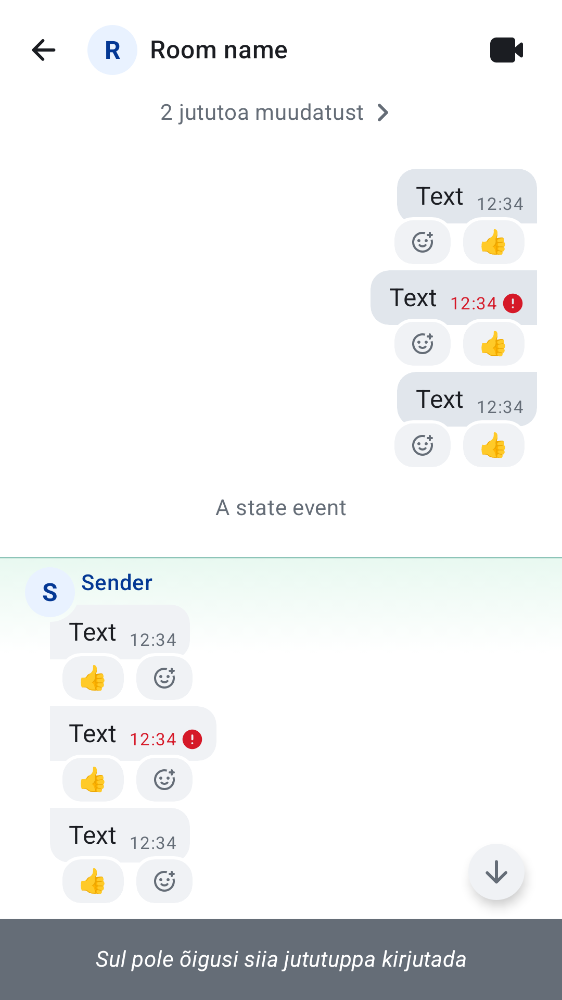 R
Room name
2 jututoa muudatust
Text 12:34
Text 12:34
Text 12:34
A state event
S
Sender
Text 12:34
Text 12:34
Text 12:34
Sul pole õigusi siia jututuppa kirjutada